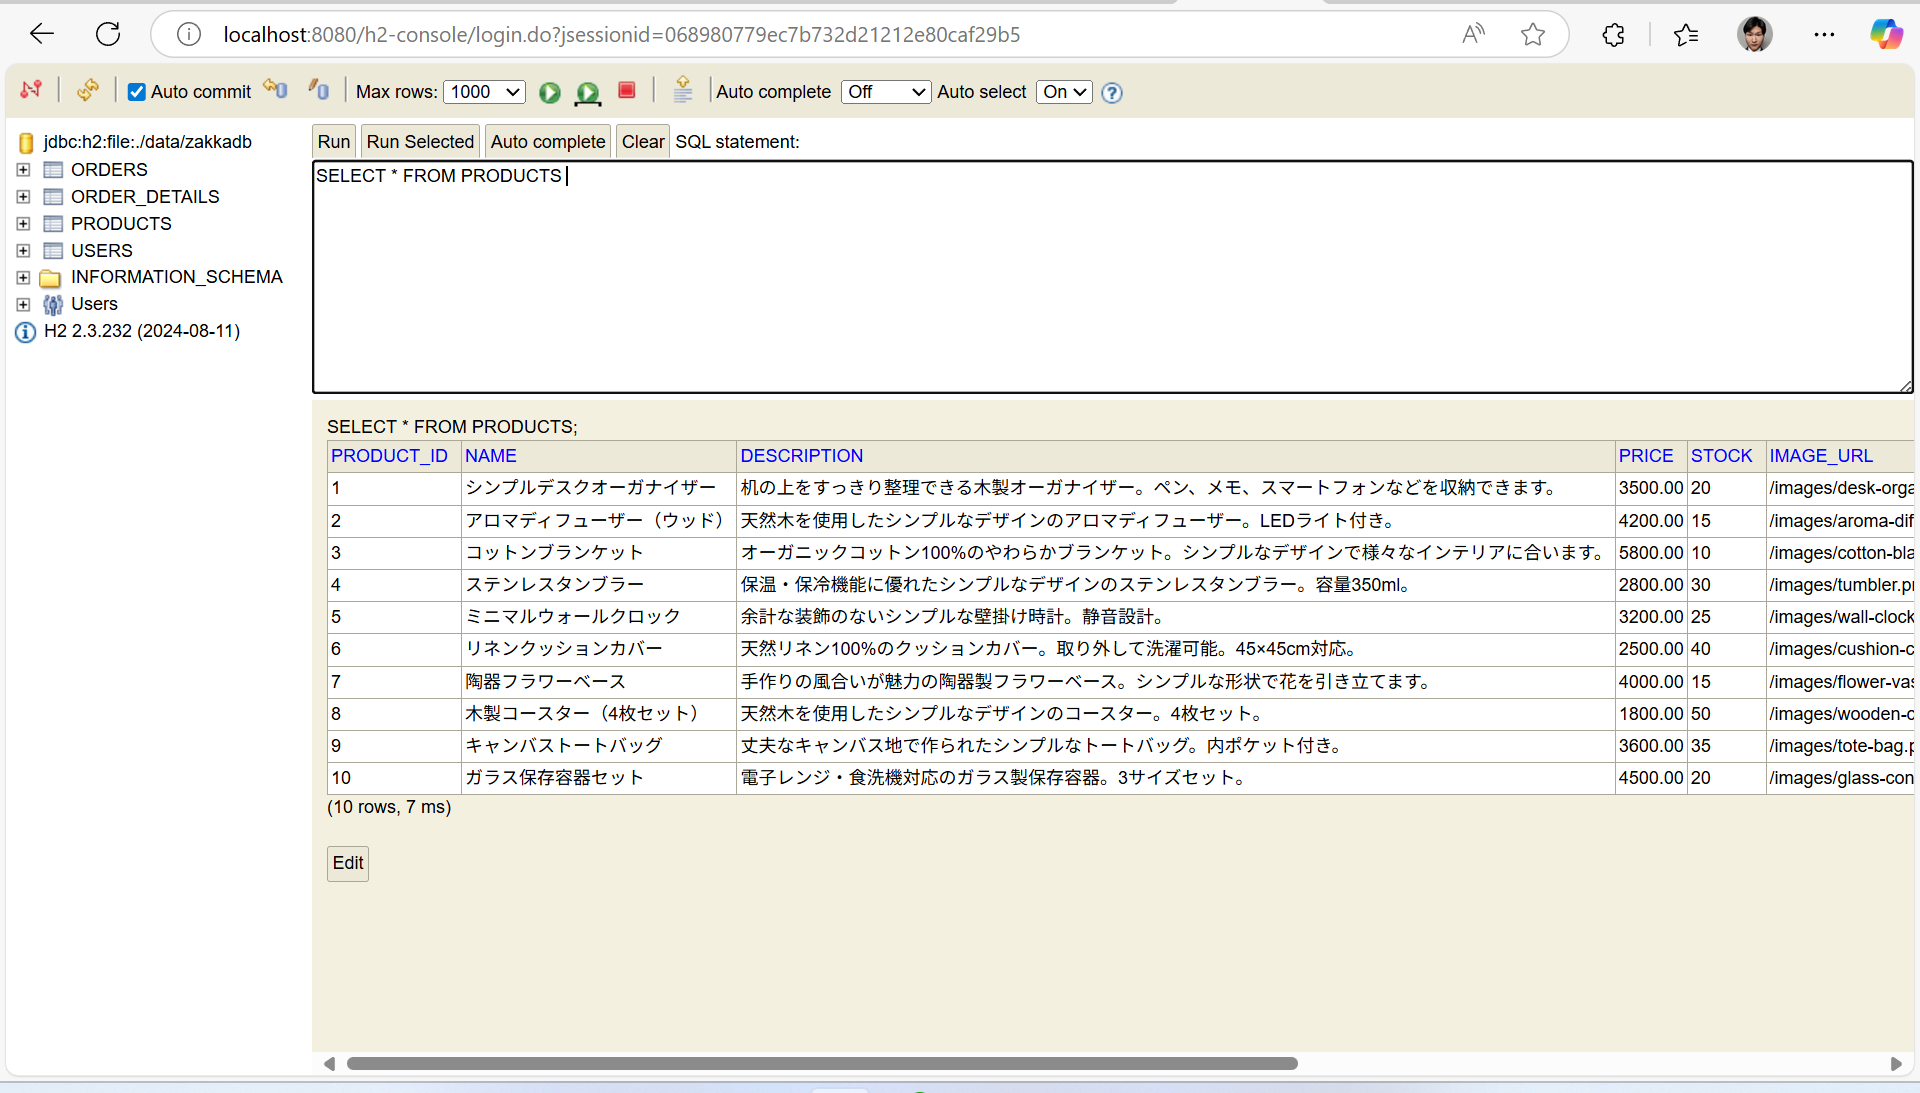 localhost:8080/h2-console/login.do?jsessionid=068980779ec7b732d21212e80caf29b5
Auto commit Max rows: 1000 Auto complete Off Auto select On
jdbc:h2:file:./data/zakkadb
ORDERS
ORDER_DETAILS
PRODUCTS
USERS
INFORMATION_SCHEMA
Users
H2 2.3.232 (2024-08-11)
Run Run Selected Auto complete Clear SQL statement:
SELECT * FROM PRODUCTS
SELECT * FROM PRODUCTS;
PRODUCT_ID NAME DESCRIPTION PRICE STOCK IMAGE_URL
1 シンプルデスクオーガナイザー 机の上をすっきり整理できる木製オーガナイザー。ペン、メモ、スマートフォンなどを収納できます。 3500.00 20 /images/desk-orga
2 アロマディフューザー（ウッド） 天然木を使用したシンプルなデザインのアロマディフューザー。LEDライト付き。 4200.00 15 /images/aroma-dif
3 コットンブランケット オーガニックコットン100%のやわらかブランケット。シンプルなデザインで様々なインテリアに合います。 5800.00 10 /images/cotton-bla
4 ステンレスタンブラー 保温・保冷機能に優れたシンプルなデザインのステンレスタンブラー。容量350ml。 2800.00 30 /images/tumbler.pr
5 ミニマルウォールクロック 余計な装飾のないシンプルな壁掛け時計。静音設計。 3200.00 25 /images/wall-clock
6 リネンクッションカバー 天然リネン100%のクッションカバー。取り外して洗濯可能。45×45cm対応。 2500.00 40 /images/cushion-c
7 陶器フラワーベース 手作りの風合いが魅力の陶器製フラワーベース。シンプルな形状で花を引き立てます。 4000.00 15 /images/flower-vas
8 木製コースター（4枚セット） 天然木を使用したシンプルなデザインのコースター。4枚セット。 1800.00 50 /images/wooden-c
9 キャンバストートバッグ 丈夫なキャンバス地で作られたシンプルなトートバッグ。内ポケット付き。 3600.00 35 /images/tote-bag.p
10 ガラス保存容器セット 電子レンジ・食洗機対応のガラス製保存容器。3サイズセット。 4500.00 20 /images/glass-con
(10 rows, 7 ms)
Edit